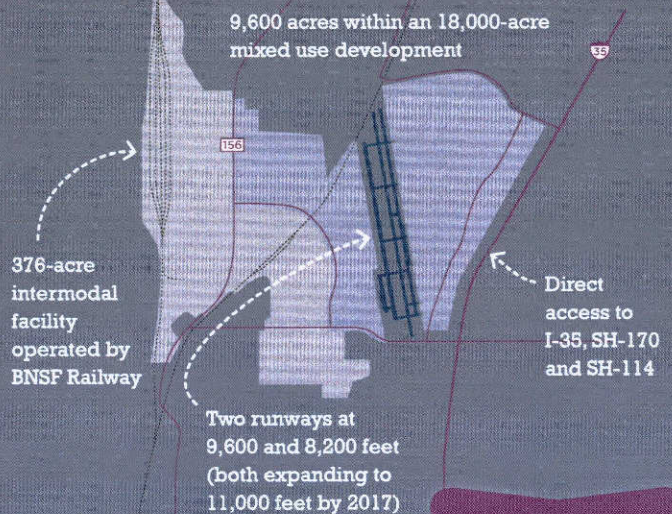 9,600 acres within an 18,000-acre
mixed use development
35
156
376-acre
intermodal
facility
operated by
BNSF Railway
Direct
access to
I-35, SH-170
and SH-114
Two runways at
9,600 and 8,200 feet
(both expanding to
11,000 feet by 2017)